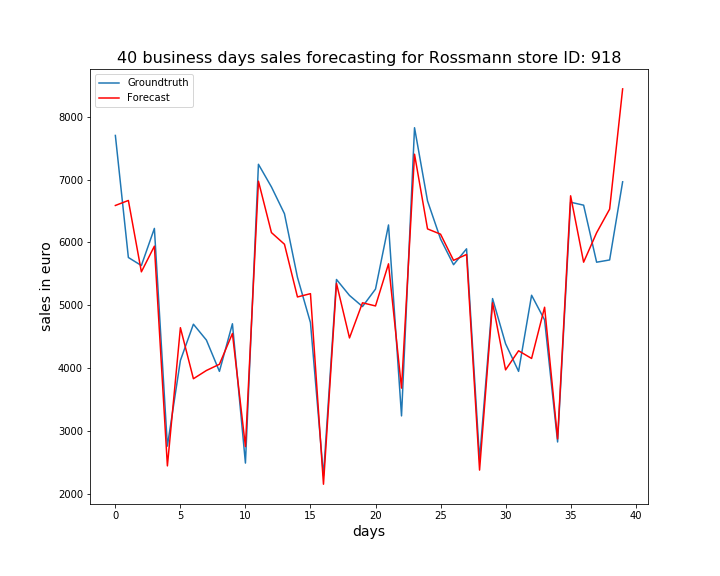 40 business days sales forecasting for Rossmann store ID: 918
Groundtruth
Forecast
sales in euro
8000
7000
6000
5000
4000
3000
2000
0 5 10 15 20 25 30 35 40
days